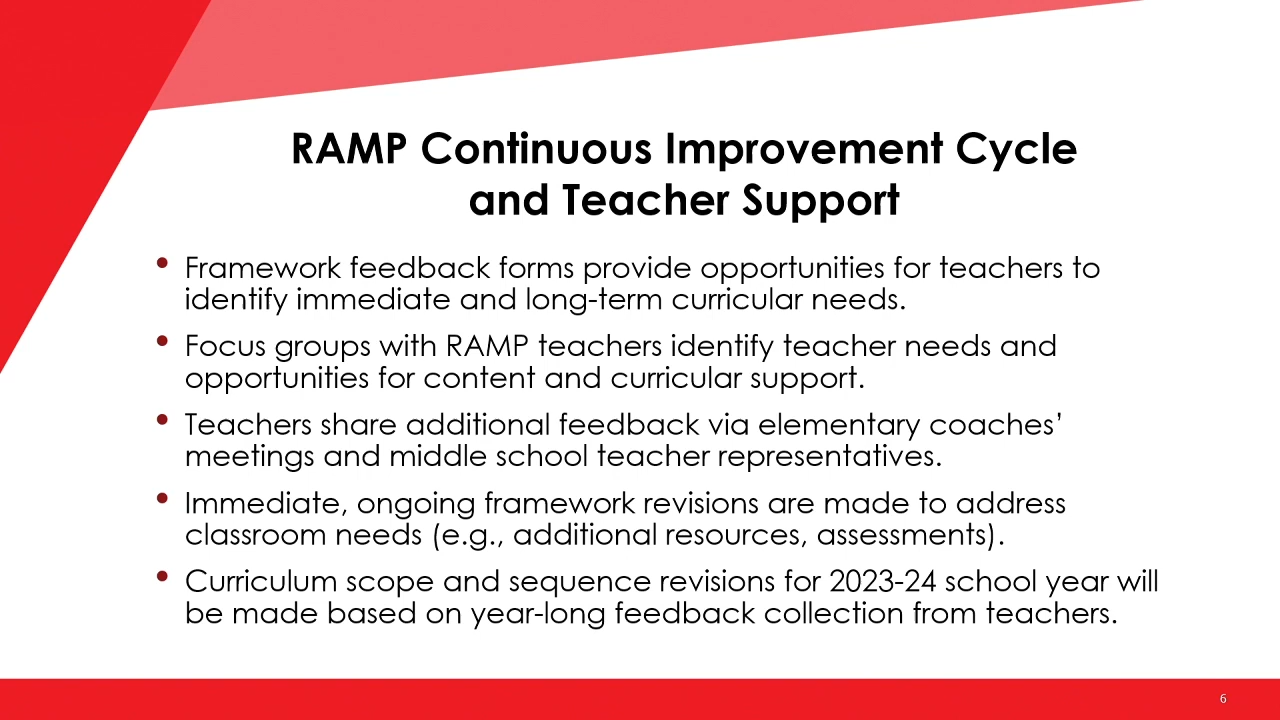 RAMP Continuous Improvement Cycle
and Teacher Support
• Framework feedback forms provide opportunities for teachers to
identify immediate and long-term curricular needs.
• Focus groups with RAMP teachers identify teacher needs and
opportunities for content and curricular support.
• Teachers share additional feedback via elementary coaches’
meetings and middle school teacher representatives.
• Immediate, ongoing framework revisions are made to address
classroom needs (e.g., additional resources, assessments).
• Curriculum scope and sequence revisions for 2023-24 school year will
be made based on year-long feedback collection from teachers.
6